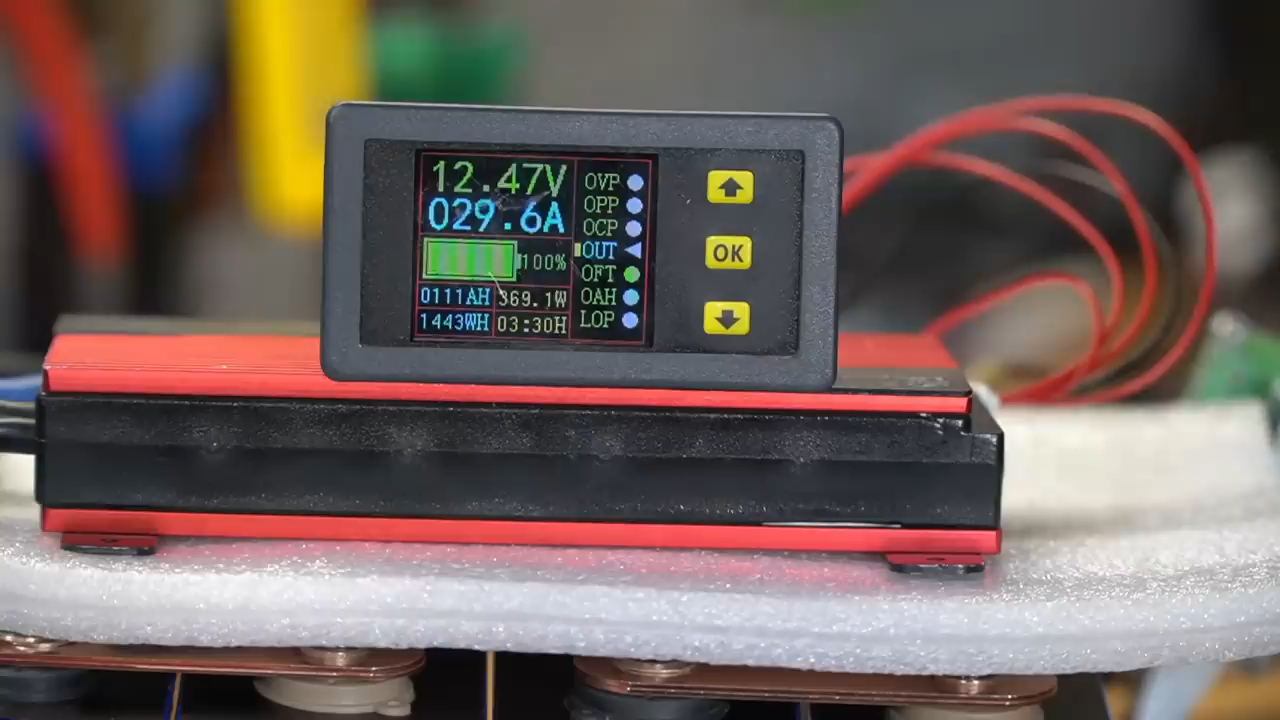 12.47V
029.6A
100%
0111AH 369.1W
1443WH 03:30H
OVP
OPP
OCP
OUT
OFT
OAH
LOP
OK